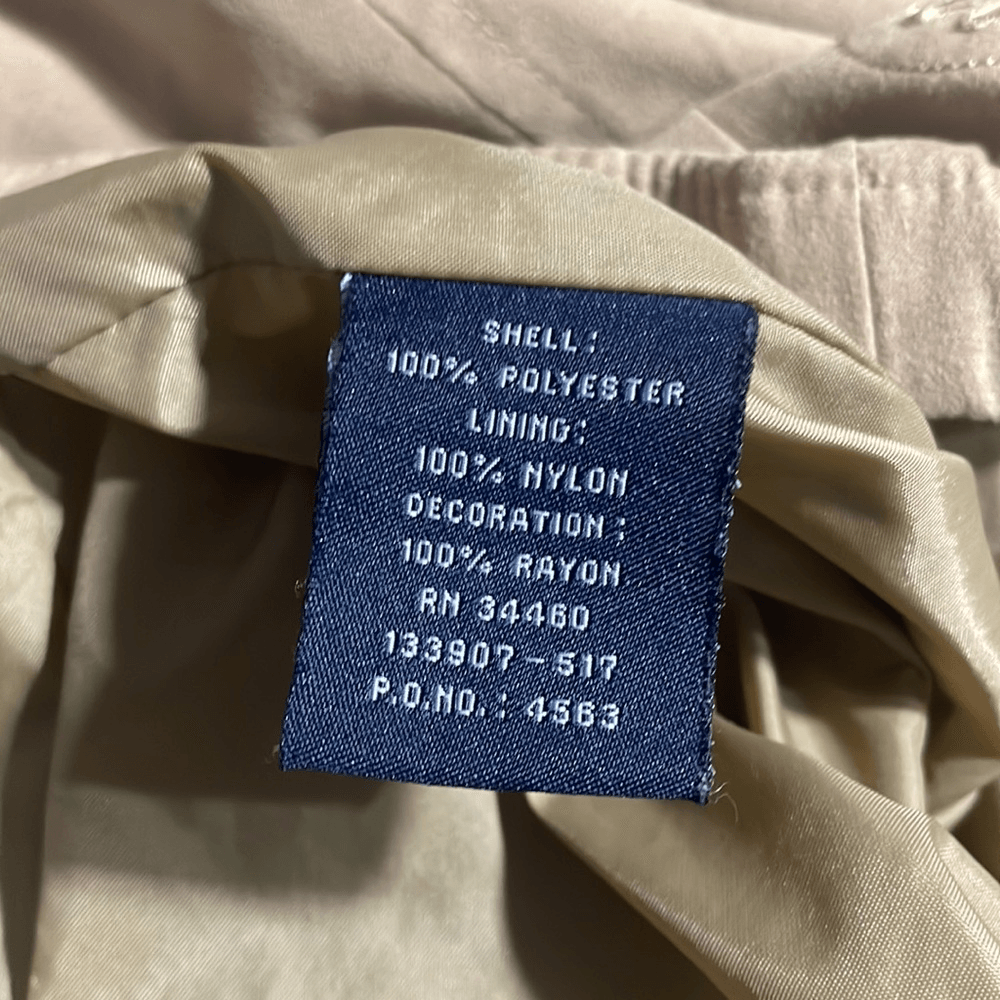 SHELL:
100% POLYESTER
LINING:
100% NYLON
DECORATION:
100% RAYON
RN 34460
133907-517
P.O.NO.: 4563